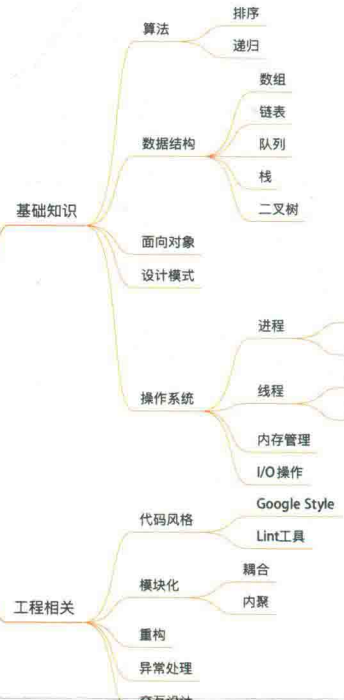 基础知识
算法
排序
递归
数据结构
数组
链表
队列
栈
二叉树
面向对象
设计模式
操作系统
进程
线程
内存管理
I/O 操作
工程相关
代码风格
Google Style
Lint工具
模块化
耦合
内聚
重构
异常处理